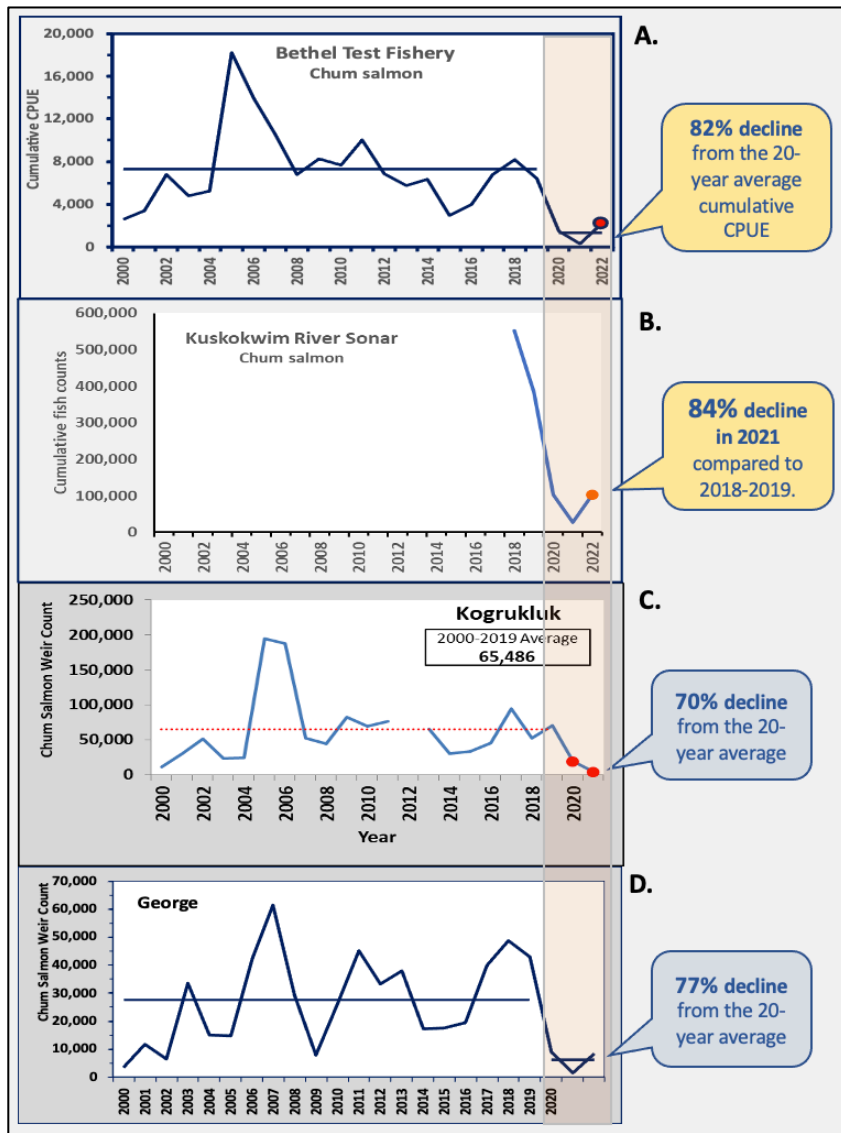 A.
20,000
16,000
12,000
8,000
4,000
0
Cumulative CPUE
Bethel Test Fishery
Chum salmon
2000
2002
2004
2006
2008
2010
2012
2014
2016
2018
2020
2022
82% decline
from the 20-
year average
cumulative
CPUE
B.
600,000
500,000
400,000
300,000
200,000
100,000
0
Cumulative fish counts
Kuskokwim River Sonar
Chum salmon
2000
2002
2004
2006
2008
2010
2012
2014
2016
2018
2020
2022
84% decline
in 2021
compared to
2018-2019.
C.
250,000
200,000
150,000
100,000
50,000
0
Chum Salmon Weir Count
Kogrukluk
2000-2019 Average
65,486
2000
2002
2004
2006
2008
2010
2012
2014
2016
2018
2020
Year
70% decline
from the 20-
year average
D.
70,000
60,000
50,000
40,000
30,000
20,000
10,000
0
Chum Salmon Weir Count
George
2000
2001
2002
2003
2004
2005
2006
2007
2008
2009
2010
2011
2012
2013
2014
2015
2016
2017
2018
2019
2020
77% decline
from the 20-
year average